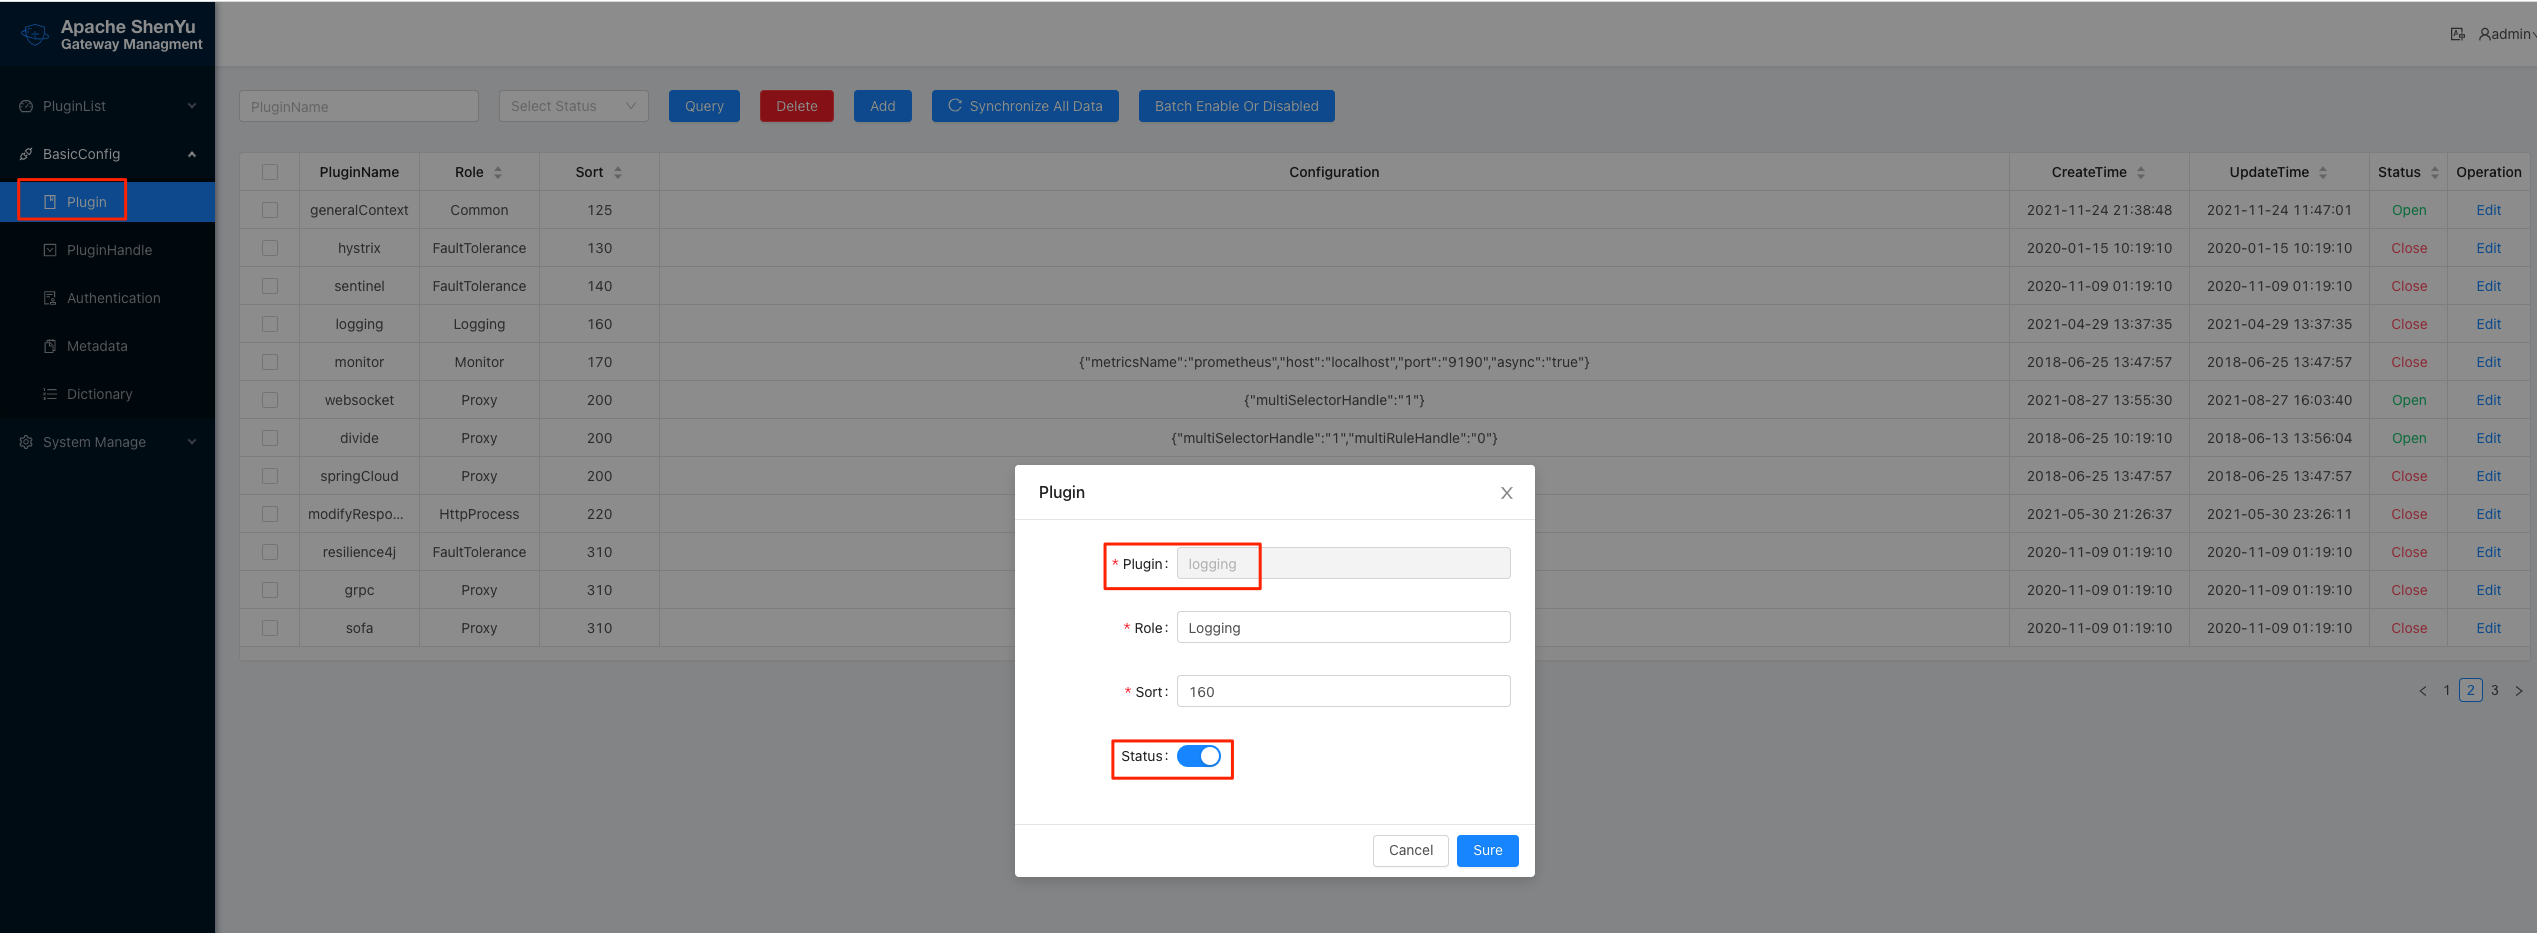 Apache ShenYu
Gateway Managment
admin
PluginList
BasicConfig
Plugin
PluginHandle
Authentication
Metadata
Dictionary
System Manage
PluginName Select Status Query Delete Add Synchronize All Data Batch Enable Or Disabled
PluginName Role Sort Configuration CreateTime UpdateTime Status Operation
generalContext Common 125 2021-11-24 21:38:48 2021-11-24 11:47:01 Open Edit
hystrix FaultTolerance 130 2020-01-15 10:19:10 2020-01-15 10:19:10 Close Edit
sentinel FaultTolerance 140 2020-11-09 01:19:10 2020-11-09 01:19:10 Close Edit
logging Logging 160 2021-04-29 13:37:35 2021-04-29 13:37:35 Close Edit
monitor Monitor 170 {"metricsName":"prometheus","host":"localhost","port":"9190","async":"true"} 2018-06-25 13:47:57 2018-06-25 13:47:57 Close Edit
websocket Proxy 200 {"multiSelectorHandle":"1"} 2021-08-27 13:55:30 2021-08-27 16:03:40 Open Edit
divide Proxy 200 {"multiSelectorHandle":"1","multiRuleHandle":"0"} 2018-06-25 10:19:10 2018-06-13 13:56:04 Open Edit
springCloud Proxy 200 2018-06-25 13:47:57 2018-06-25 13:47:57 Close Edit
modifyRespo... HttpProcess 220 2021-05-30 21:26:37 2021-05-30 23:26:11 Close Edit
resilience4j FaultTolerance 310 2020-11-09 01:19:10 2020-11-09 01:19:10 Close Edit
grpc Proxy 310 2020-11-09 01:19:10 2020-11-09 01:19:10 Close Edit
sofa Proxy 310 2020-11-09 01:19:10 2020-11-09 01:19:10 Close Edit
< 1 2 3 >
Plugin
* Plugin: logging
* Role: Logging
* Sort: 160
Status:
Cancel Sure